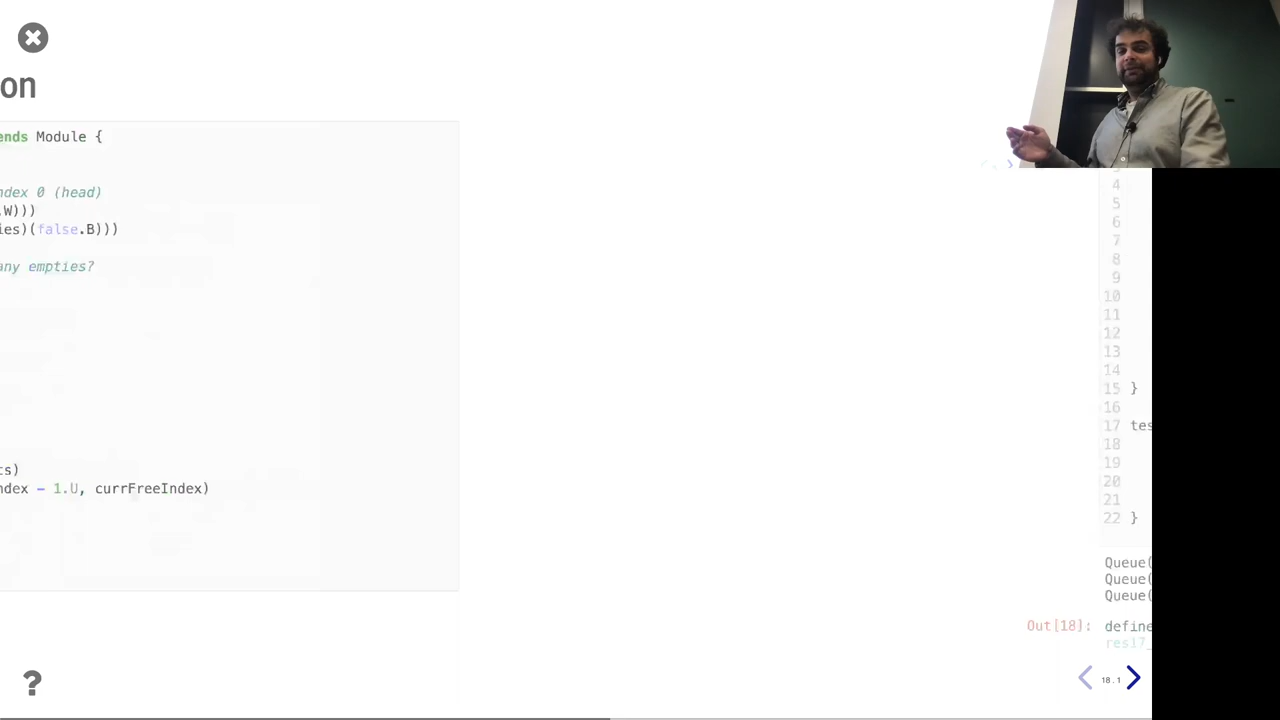 on
ends Module {
ndex 0 (head)
.W)))
ies)(false.B)))
any empties?
ts)
ndex - 1.U, currFreeIndex)
4
5
6
7
8
9
10
11
12
13
14
15 }
16
17 tes
18
19
20
21
22 }
Queue(
Queue(
Queue(
Out[18]: define
res17_
?
18.1